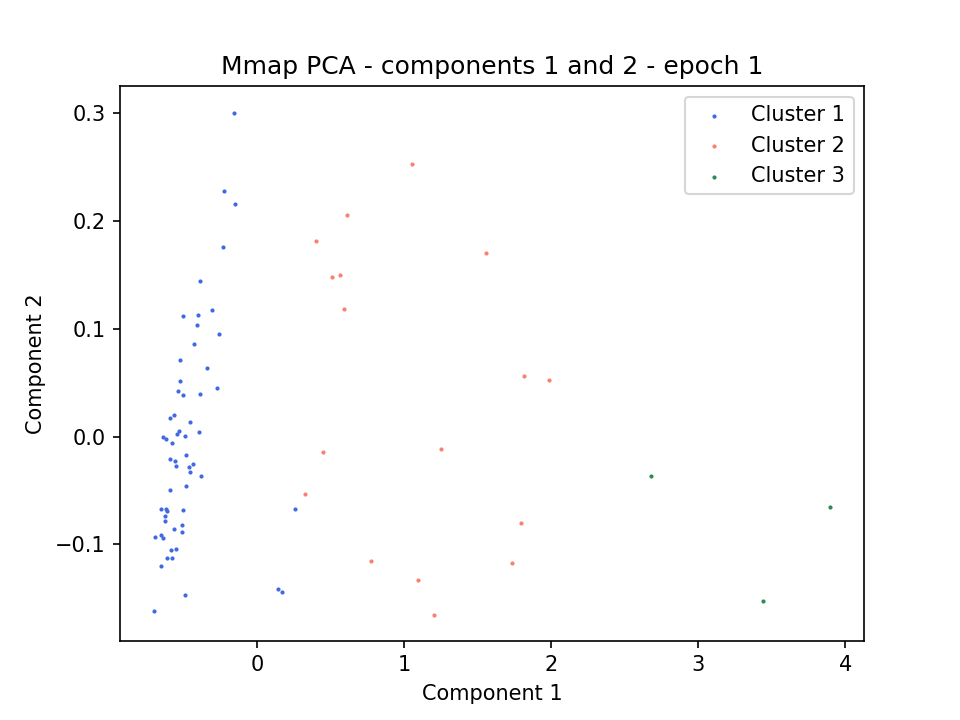 Mmap PCA - components 1 and 2 - epoch 1
Cluster 1
Cluster 2
Cluster 3
0.3
0.2
0.1
0.0
−0.1
Component 2
0 1 2 3 4
Component 1